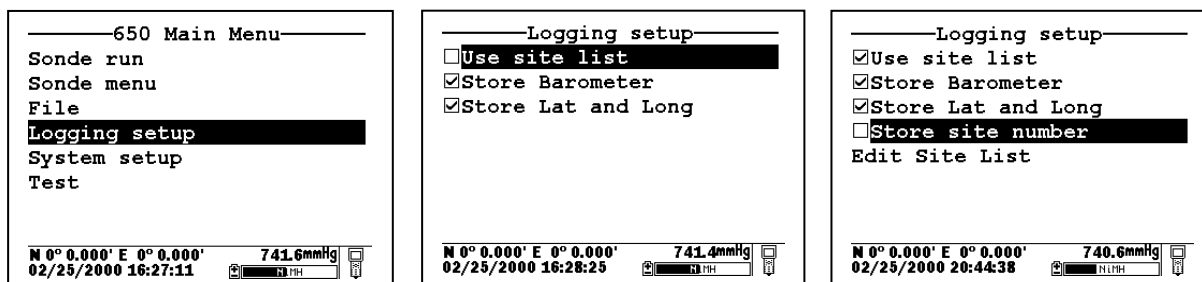 650 Main Menu
Sonde run
Sonde menu
File
Logging setup
System setup
Test
N 0° 0.000' E 0° 0.000'
741.6mmHg
02/25/2000 16:27:11
NiMH
Logging setup
Use site list
Store Barometer
Store Lat and Long
N 0° 0.000' E 0° 0.000'
741.4mmHg
02/25/2000 16:28:25
NiMH
Logging setup
Use site list
Store Barometer
Store Lat and Long
Store site number
Edit Site List
N 0° 0.000' E 0° 0.000'
740.6mmHg
02/25/2000 20:44:38
NiMH